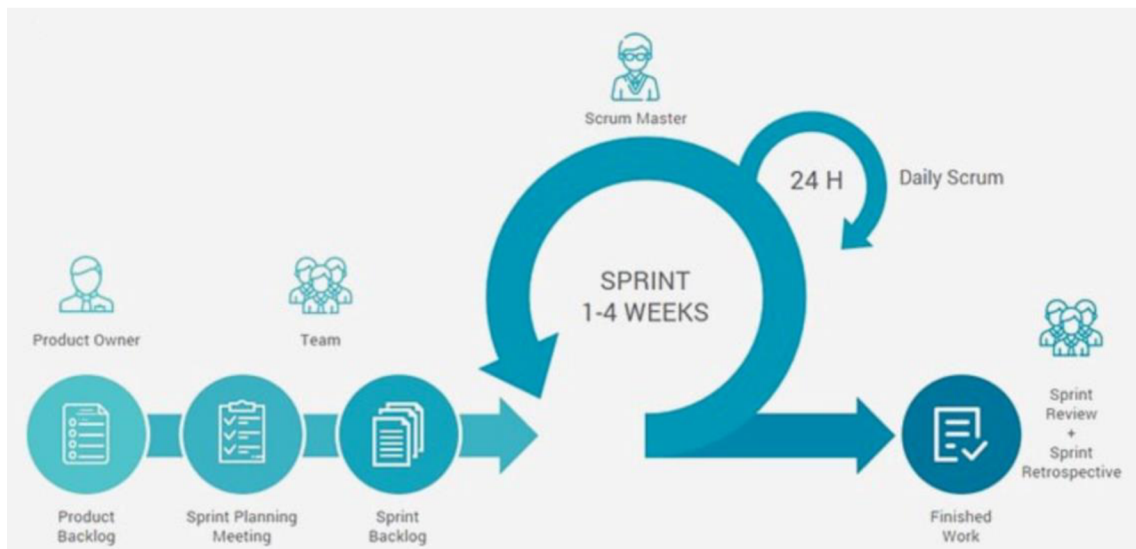 Scrum Master
24 H
Daily Scrum
SPRINT
1-4 WEEKS
Product Owner
Team
Product
Backlog
Sprint Planning
Meeting
Sprint
Backlog
Finished
Work
Sprint
Review
+
Sprint
Retrospective